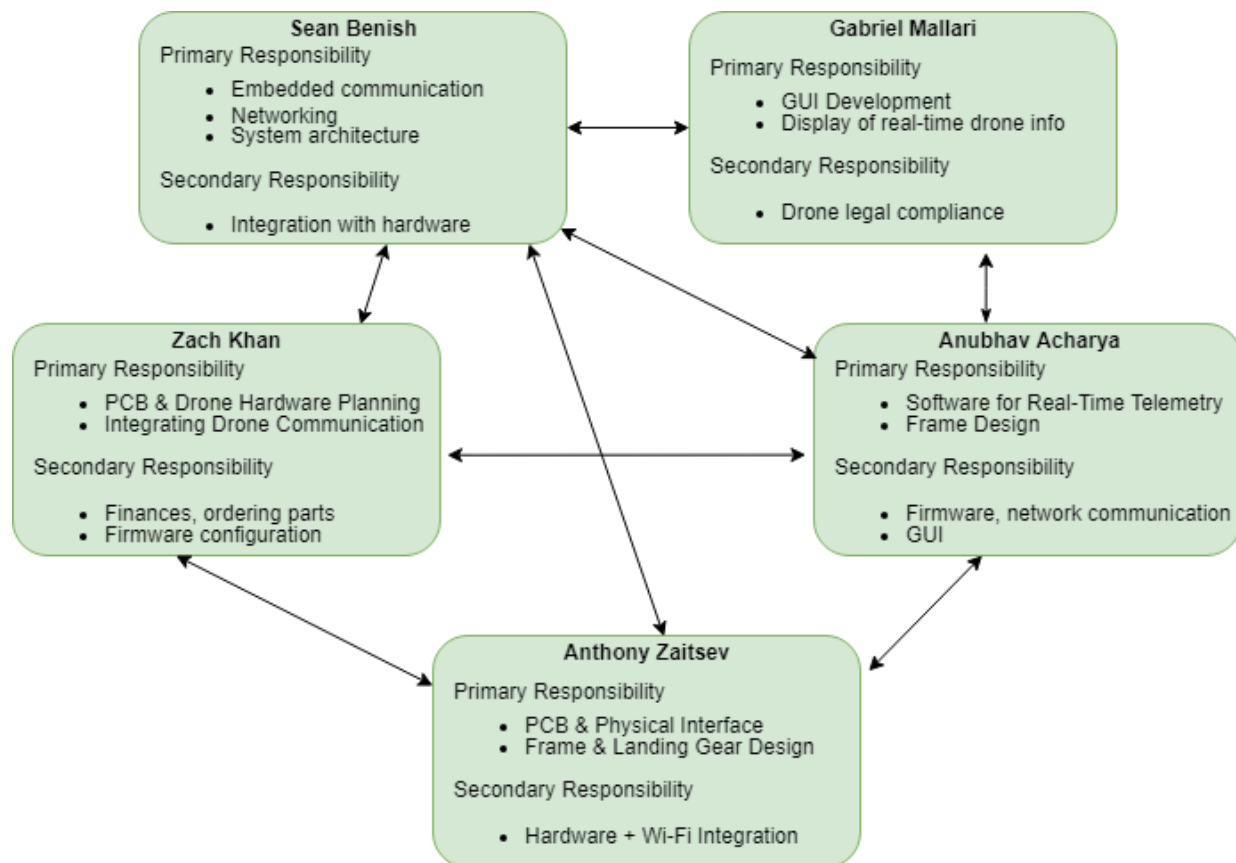 Sean Benish
Primary Responsibility
• Embedded communication
• Networking
• System architecture
Secondary Responsibility
• Integration with hardware
Gabriel Mallari
Primary Responsibility
• GUI Development
• Display of real-time drone info
Secondary Responsibility
• Drone legal compliance
Zach Khan
Primary Responsibility
• PCB & Drone Hardware Planning
• Integrating Drone Communication
Secondary Responsibility
• Finances, ordering parts
• Firmware configuration
Anubhav Acharya
Primary Responsibility
• Software for Real-Time Telemetry
• Frame Design
Secondary Responsibility
• Firmware, network communication
• GUI
Anthony Zaitsev
Primary Responsibility
• PCB & Physical Interface
• Frame & Landing Gear Design
Secondary Responsibility
• Hardware + Wi-Fi Integration